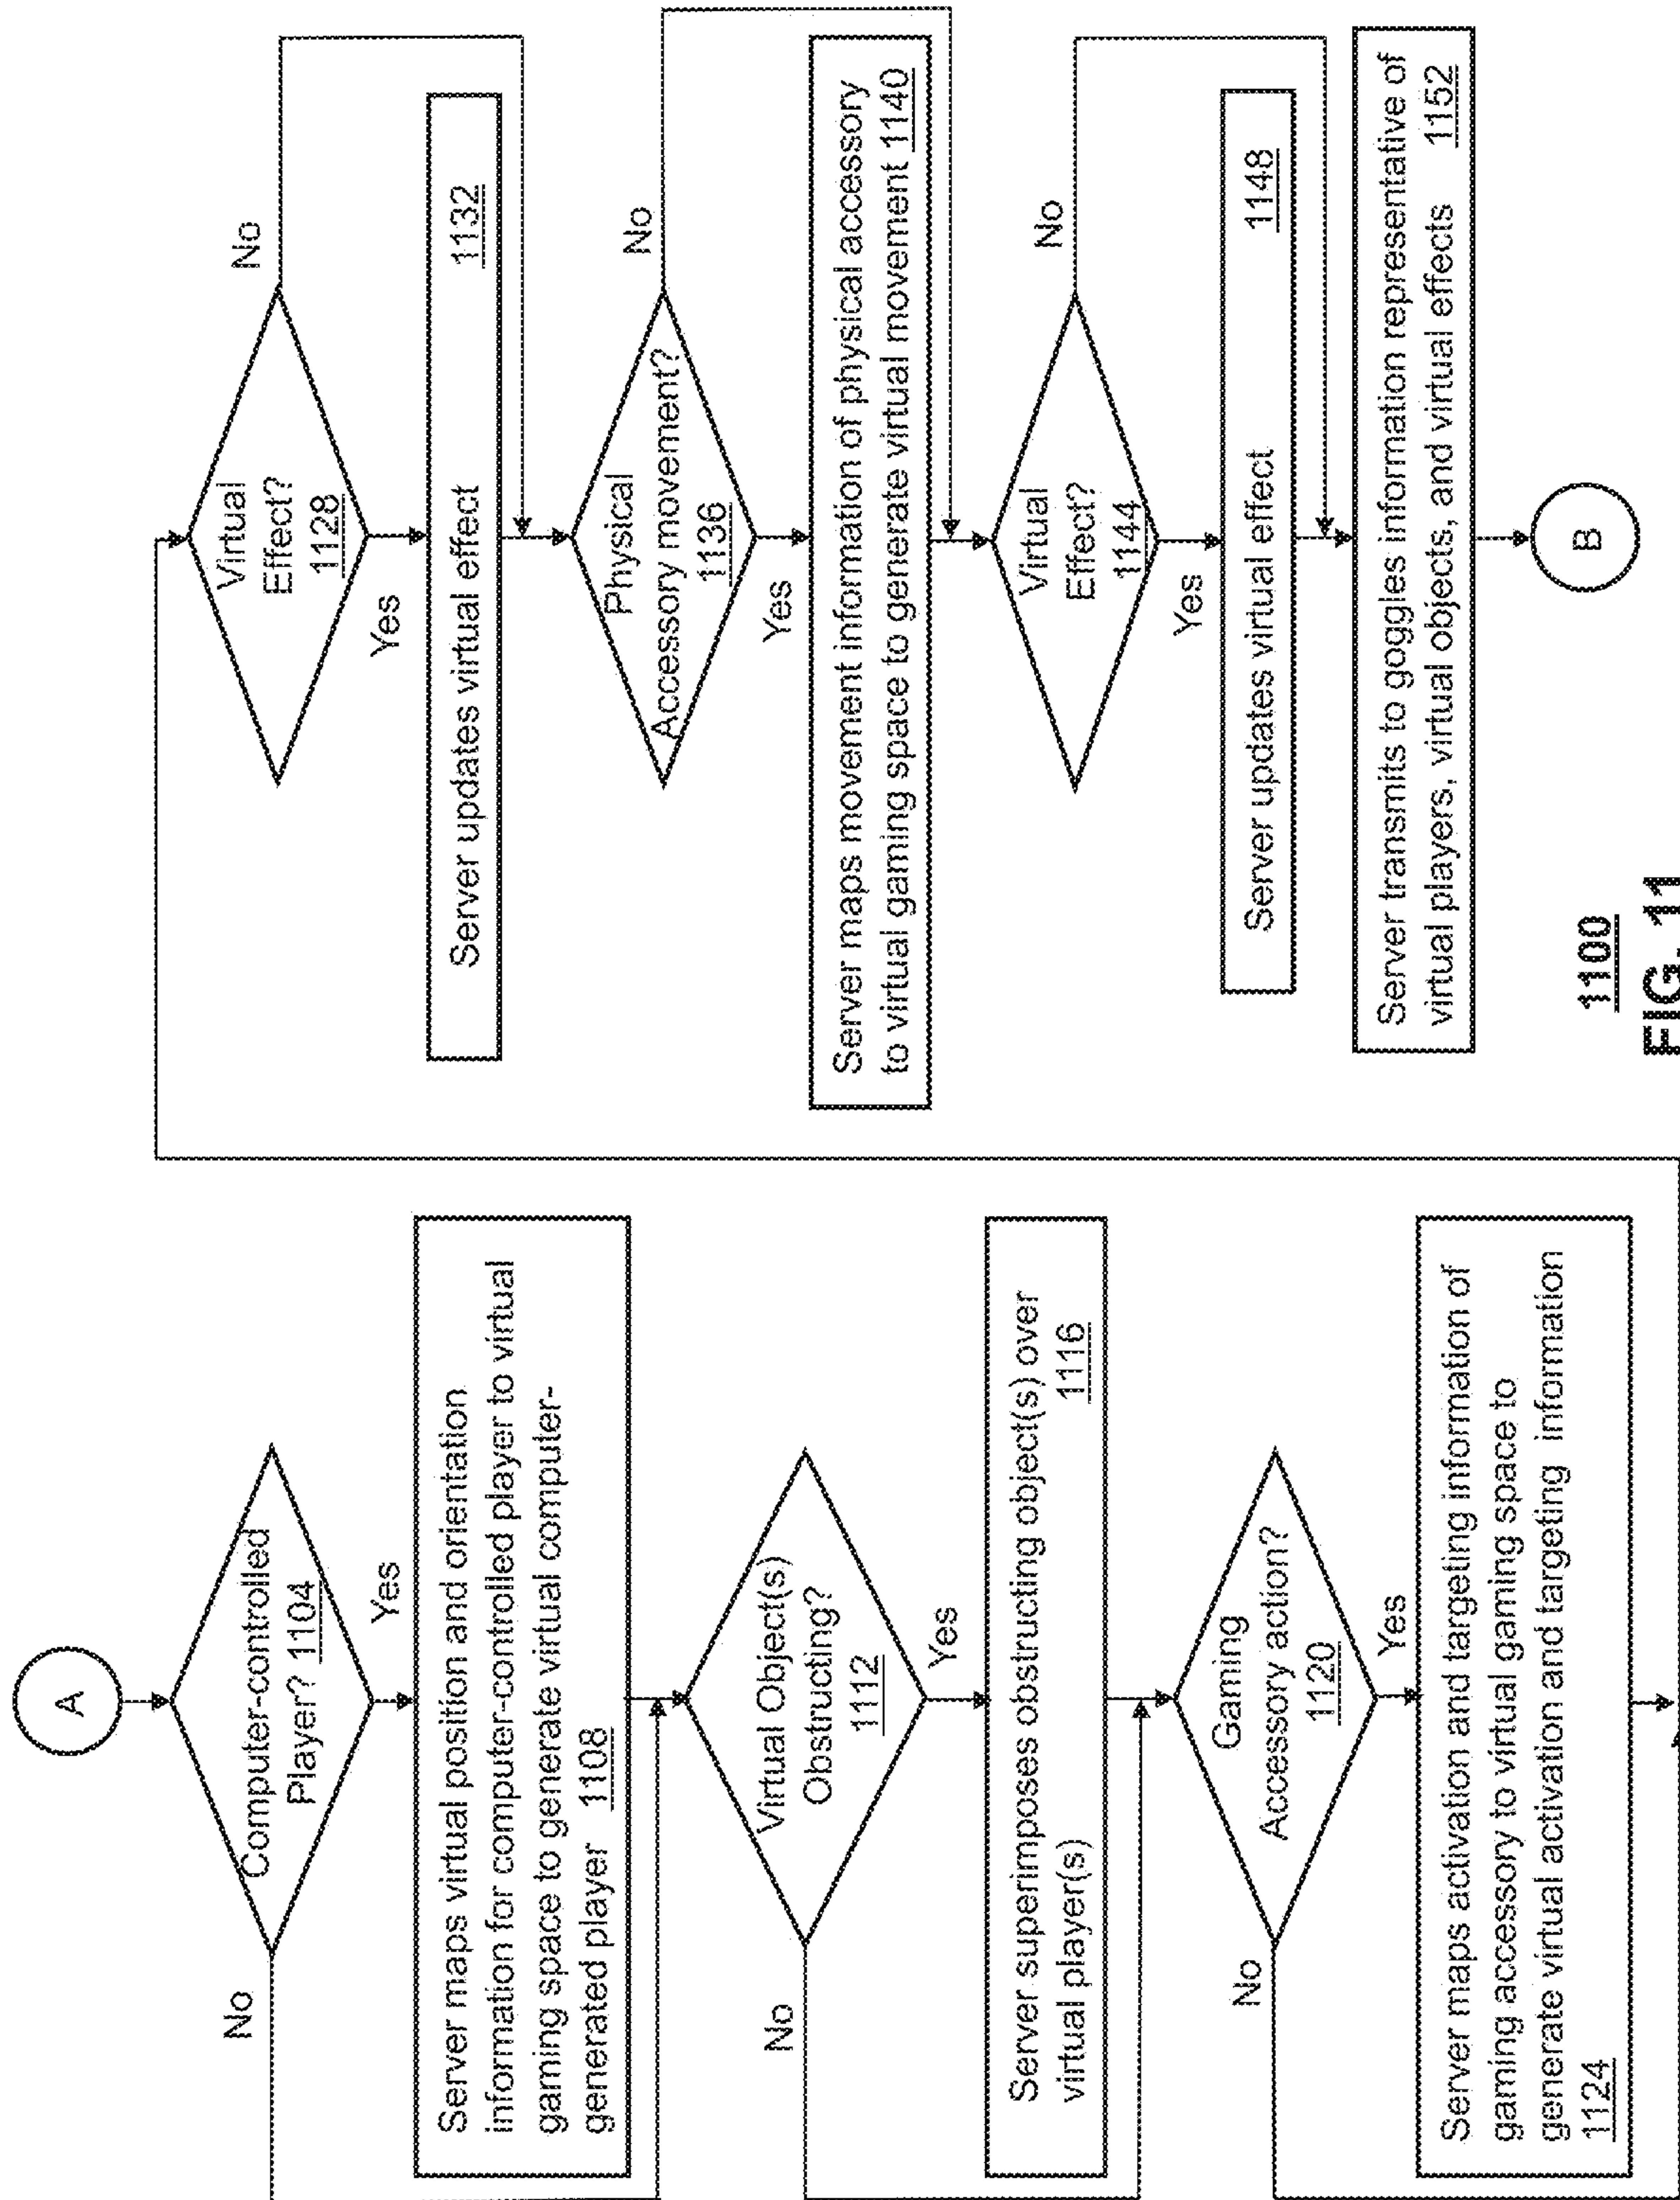 A
Computer-controlled
Player? 1104
No
Yes
Server maps virtual position and orientation
information for computer-controlled player to virtual
gaming space to generate virtual computer-
generated player 1108
Virtual Object(s)
Obstructing?
1112
No
Yes
Server superimposes obstructing object(s) over
virtual player(s) 1116
Gaming
Accessory action?
1120
No
Yes
Server maps activation and targeting information of
gaming accessory to virtual gaming space to
generate virtual activation and targeting information
1124
Virtual
Effect?
1128
No
Yes
Server updates virtual effect 1132
Physical
Accessory movement?
1136
No
Yes
Server maps movement information of physical accessory
to virtual gaming space to generate virtual movement 1140
Virtual
Effect?
1144
No
Yes
Server updates virtual effect 1148
Server transmits to goggles information representative of
virtual players, virtual objects, and virtual effects 1152
B
1100
FIG. 11